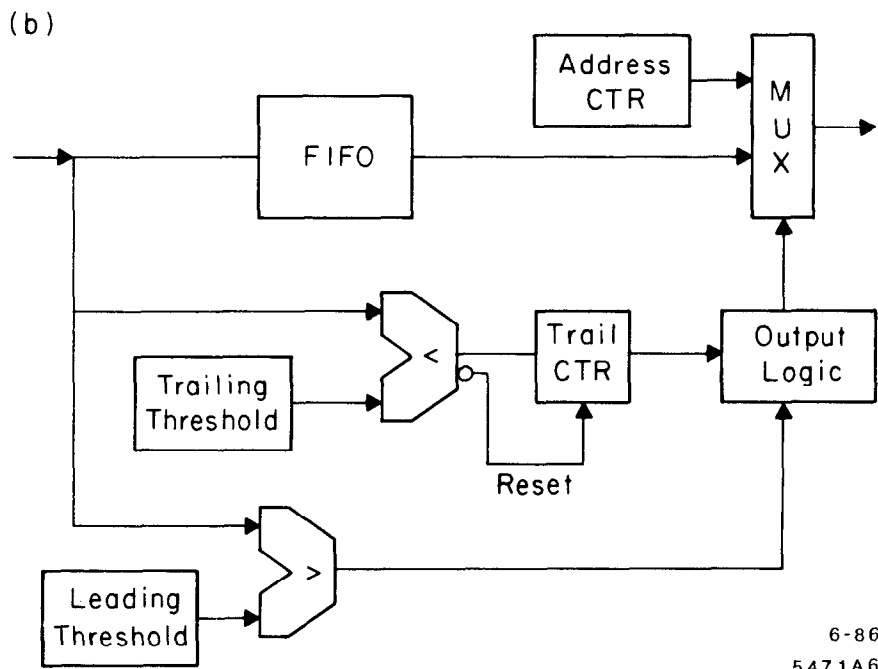 (b)
Address
CTR
M
U
X
FIFO
<
Trail
CTR
Output
Logic
Trailing
Threshold
Reset
>
Leading
Threshold
6-86
5471A6